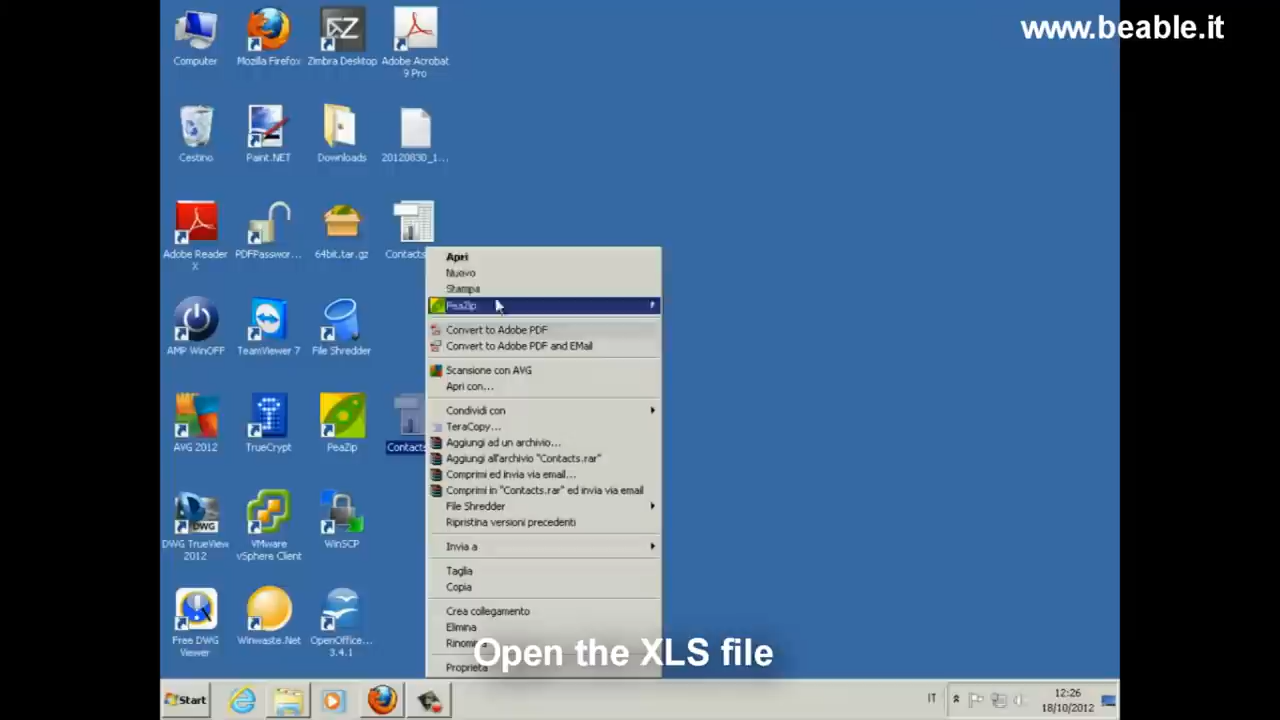 www.beable.it
Computer
Mozilla Firefox
Zimbra Desktop
Adobe Acrobat
9 Pro
Cestino
Paint.NET
Downloads
20120830_1...
Adobe Reader
X
PDFPasswor...
64bit.tar.gz
Contacts
AMP WinOFF
TeamViewer 7
File Shredder
AVG 2012
TrueCrypt
PeaZip
Contacts
DWG TrueView
2012
VMware
vSphere Client
WinSCP
Free DWG
Viewer
Winwaste.Net
OpenOffice...
3.4.1
Apri
Nuovo
Stampa
PeaZip
Convert to Adobe PDF
Convert to Adobe PDF and EMail
Scansione con AVG
Apri con...
Condividi con
TeraCopy...
Aggiungi ad un archivio...
Aggiungi all'archivio "Contacts.rar"
Comprimi ed invia via email...
Comprimi in "Contacts.rar" ed invia via email
File Shredder
Ripristina versioni precedenti
Invia a
Taglia
Copia
Crea collegamento
Elimina
Rinomi
Proprietà
Open the XLS file
Start
IT
12:26
18/10/2012